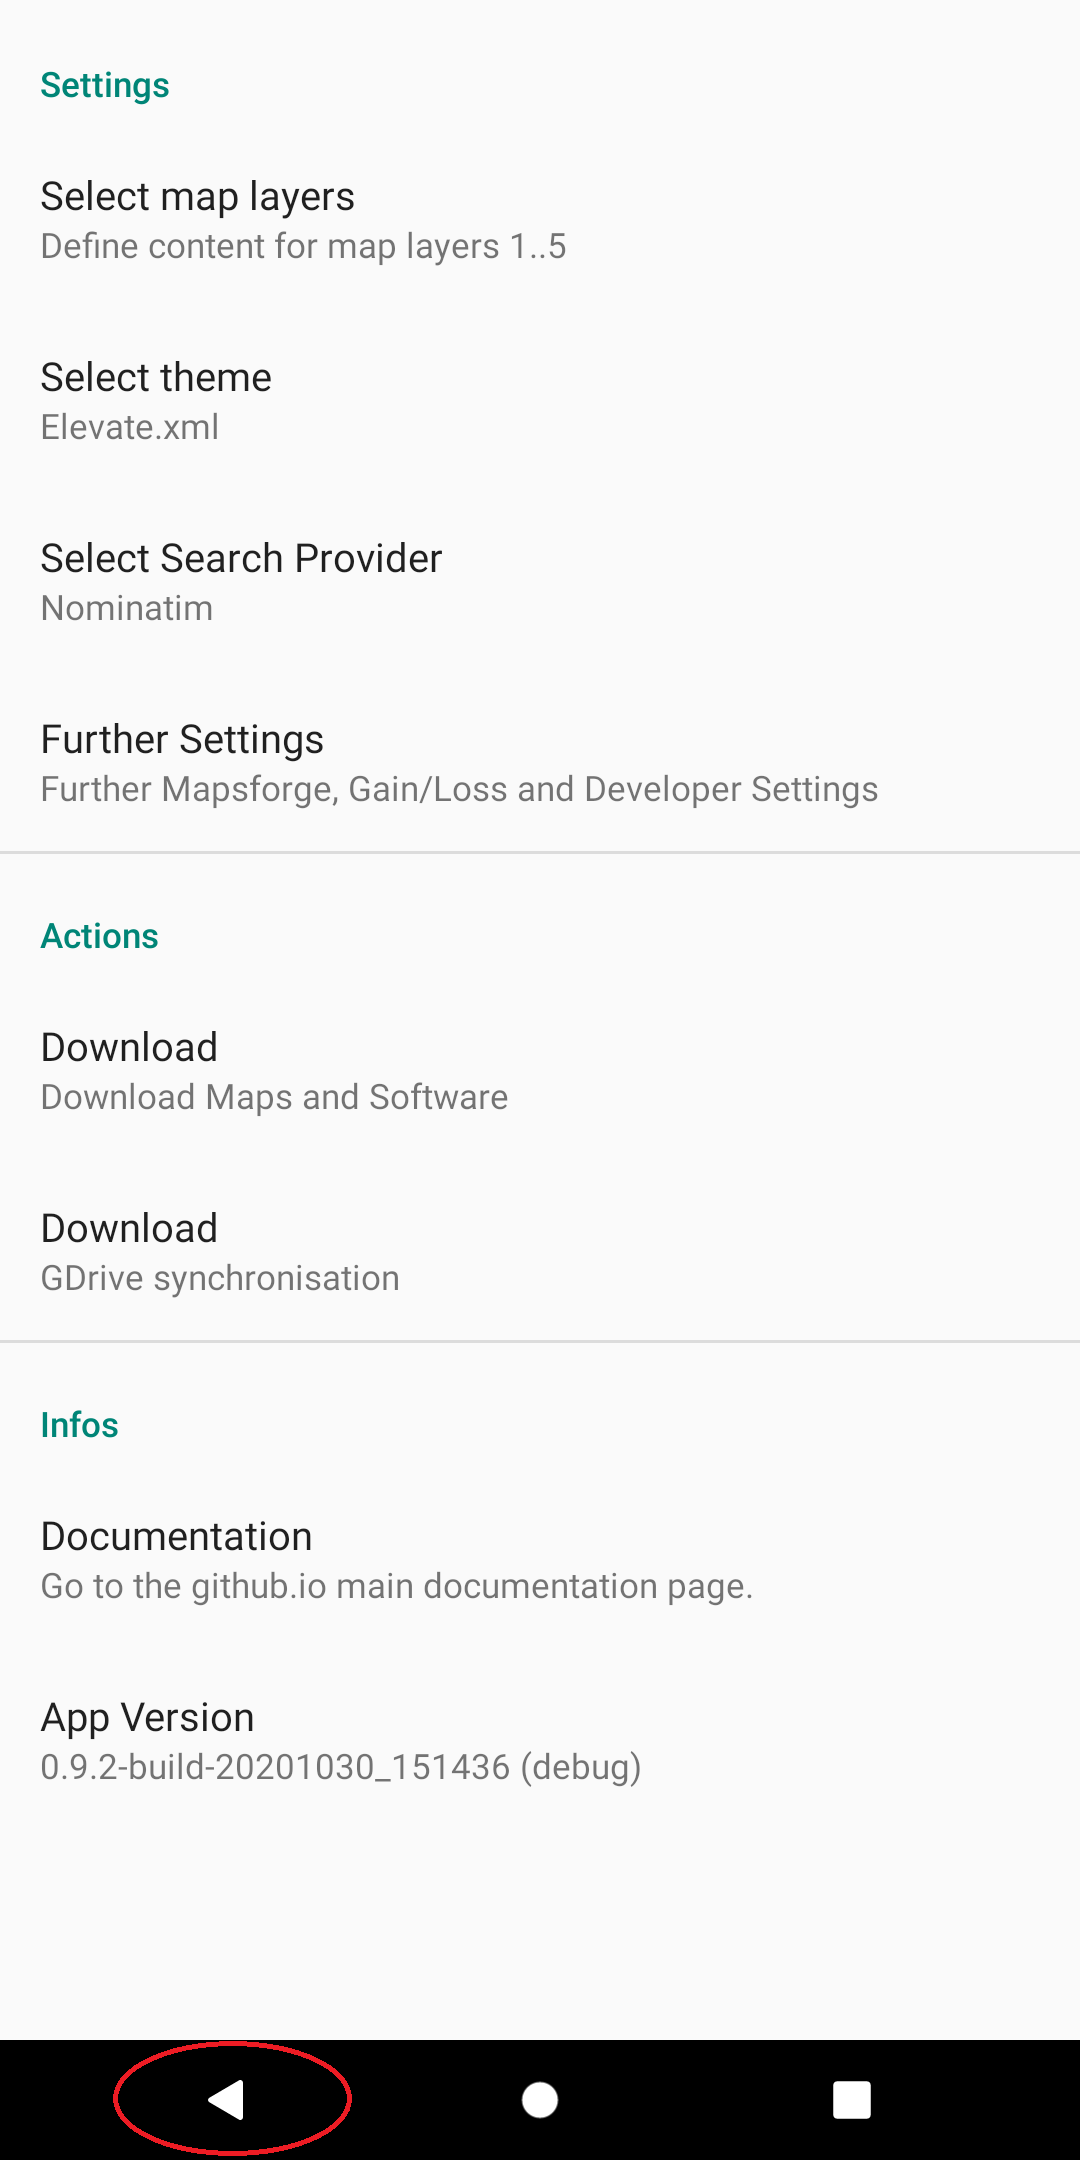 Settings
Select map layers
Define content for map layers 1..5
Select theme
Elevate.xml
Select Search Provider
Nominatim
Further Settings
Further Mapsforge, Gain/Loss and Developer Settings
Actions
Download
Download Maps and Software
Download
GDrive synchronisation
Infos
Documentation
Go to the github.io main documentation page.
App Version
0.9.2-build-20201030_151436 (debug)